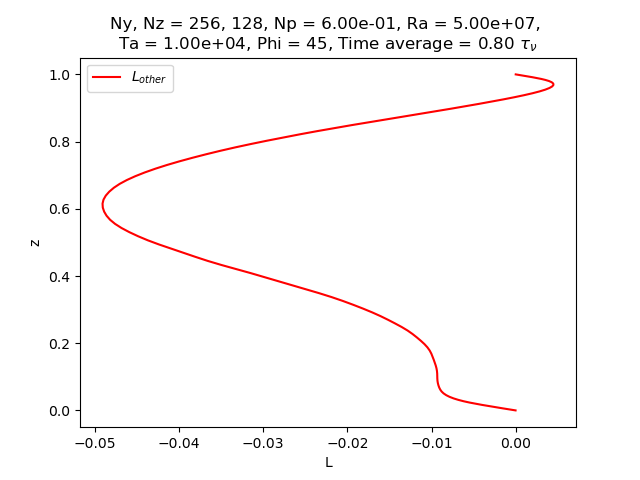 Ny, Nz = 256, 128, Np = 6.00e-01, Ra = 5.00e+07,
Ta = 1.00e+04, Phi = 45, Time average = 0.80 τ_ν
L_other
1.0
0.8
0.6
0.4
0.2
0.0
z
−0.05 −0.04 −0.03 −0.02 −0.01 0.00
L